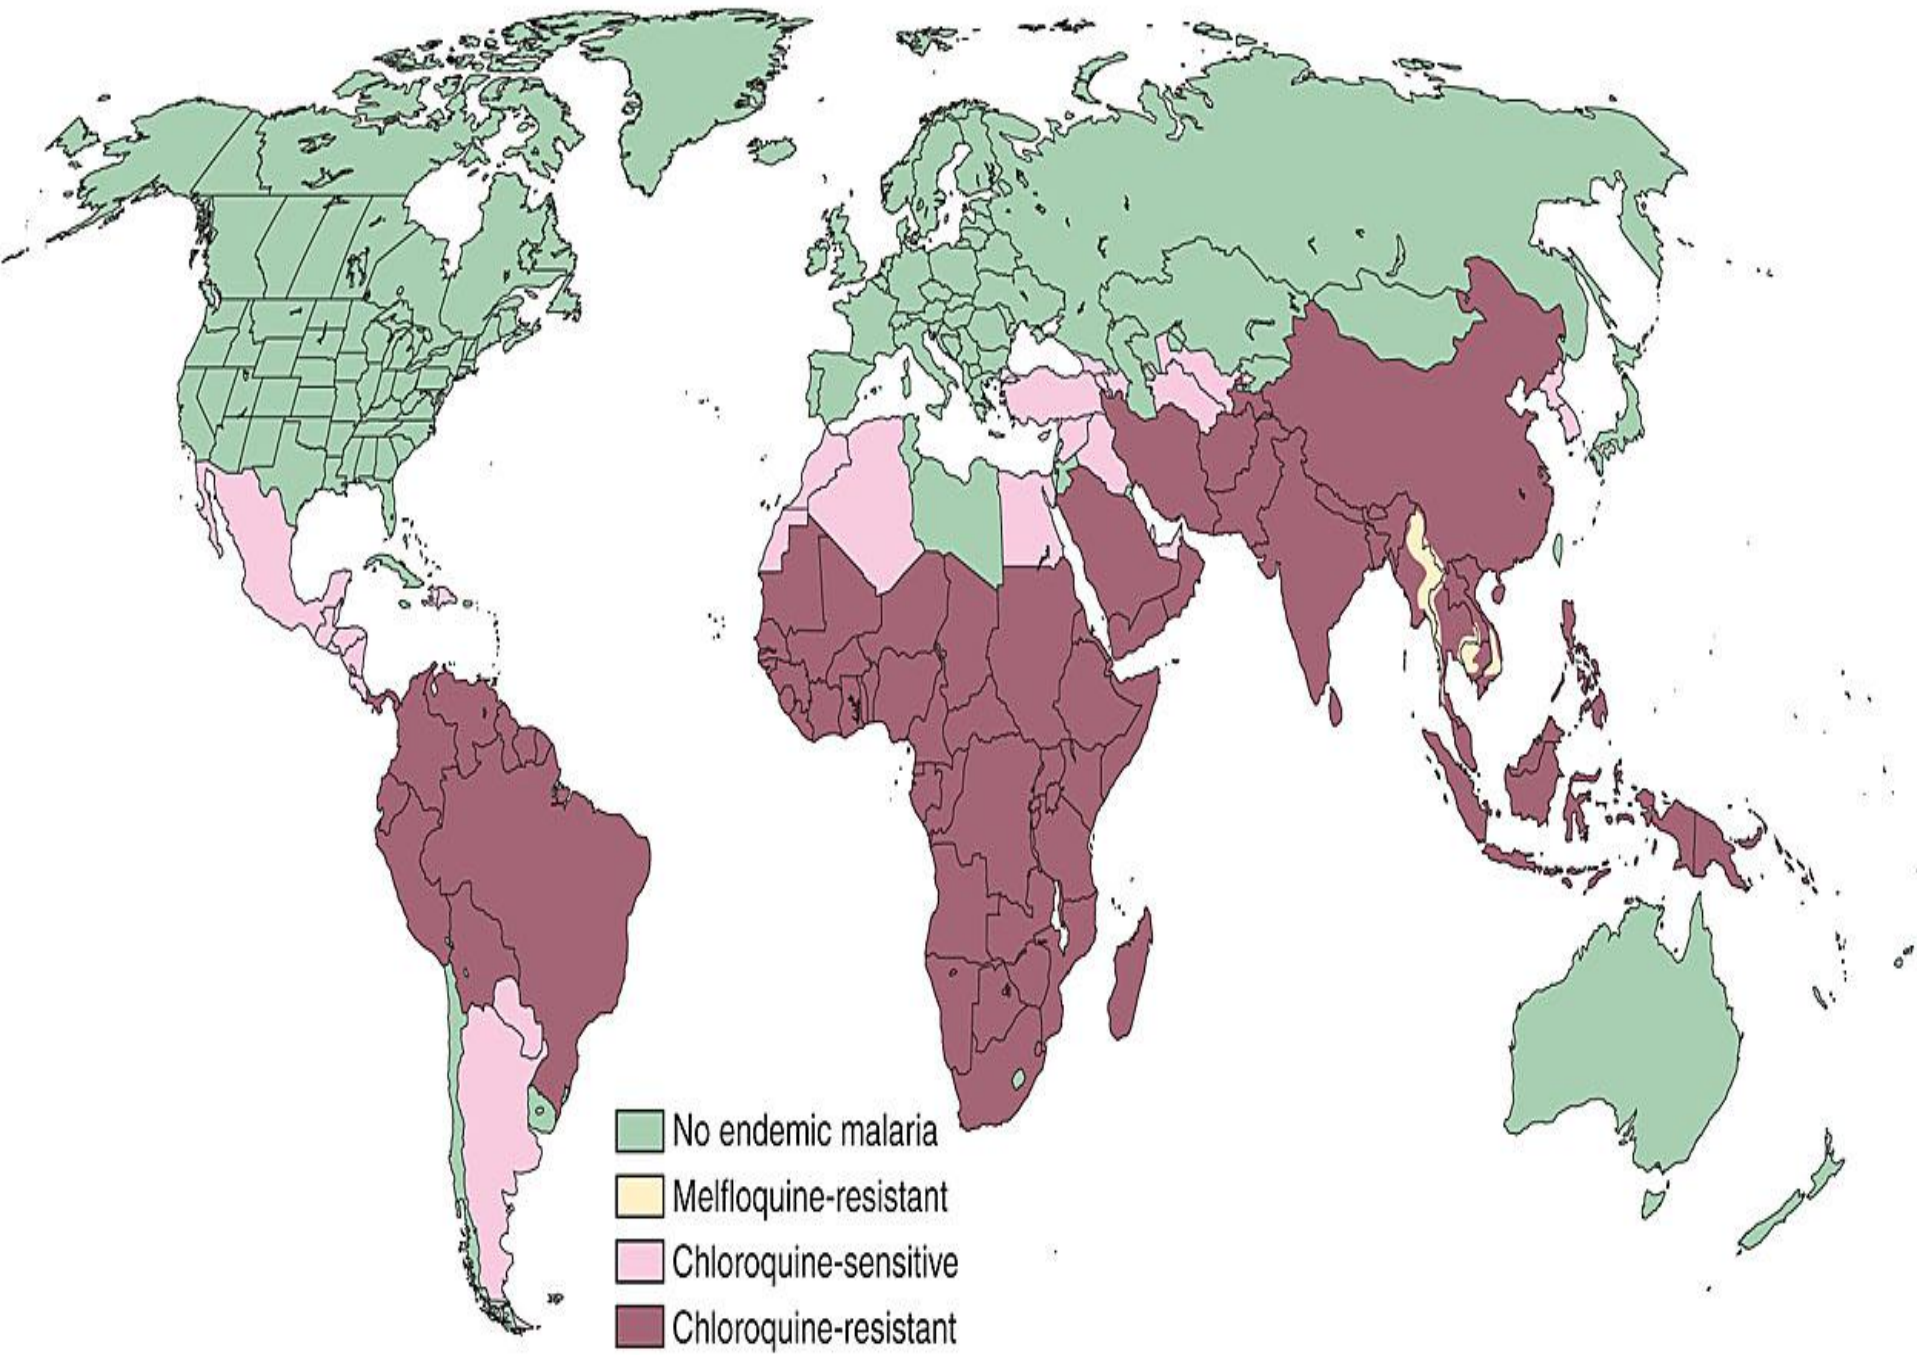 No endemic malaria
Melfloquine-resistant
Chloroquine-sensitive
Chloroquine-resistant